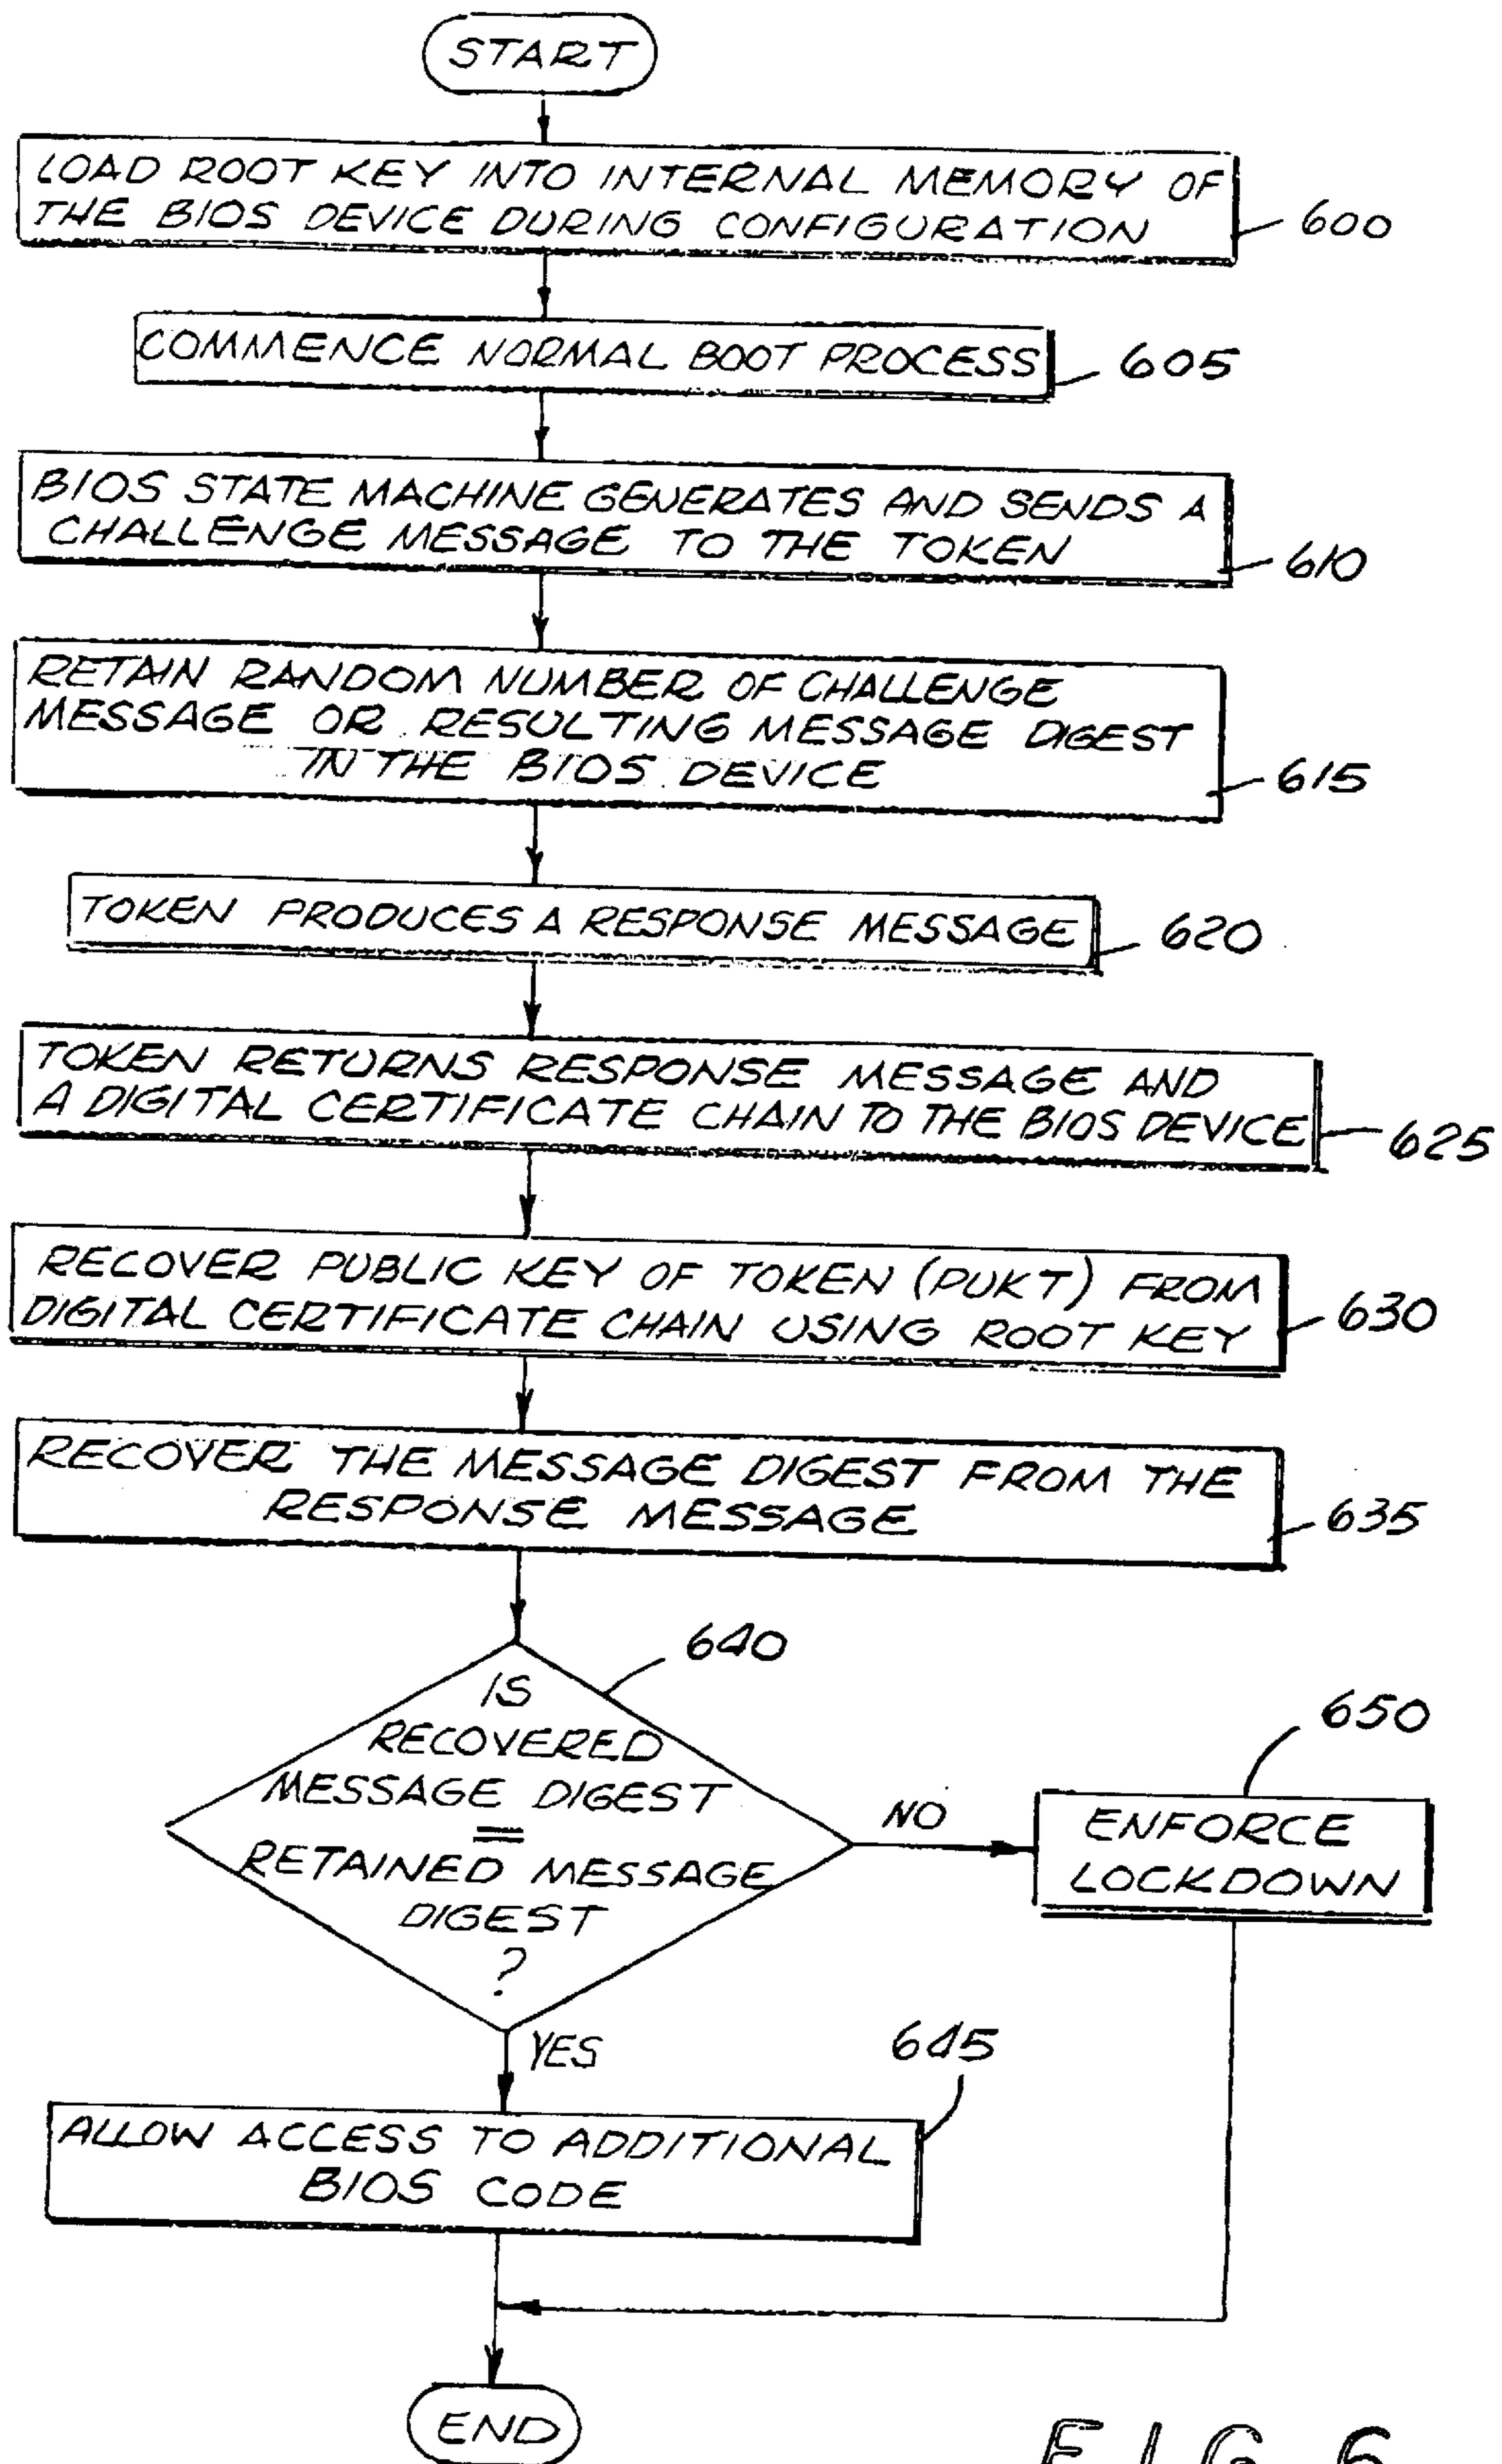 START
LOAD ROOT KEY INTO INTERNAL MEMORY OF
THE BIOS DEVICE DURING CONFIGURATION
600
COMMENCE NORMAL BOOT PROCESS
605
BIOS STATE MACHINE GENERATES AND SENDS A
CHALLENGE MESSAGE TO THE TOKEN
610
RETAIN RANDOM NUMBER OF CHALLENGE
MESSAGE OR RESULTING MESSAGE DIGEST
IN THE BIOS DEVICE
615
TOKEN PRODUCES A RESPONSE MESSAGE
620
TOKEN RETURNS RESPONSE MESSAGE AND
A DIGITAL CERTIFICATE CHAIN TO THE BIOS DEVICE
625
RECOVER PUBLIC KEY OF TOKEN (PUKT) FROM
DIGITAL CERTIFICATE CHAIN USING ROOT KEY
630
RECOVER THE MESSAGE DIGEST FROM THE
RESPONSE MESSAGE
635
640
IS
RECOVERED
MESSAGE DIGEST
=
RETAINED MESSAGE
DIGEST
?
NO
650
ENFORCE
LOCKDOWN
YES
645
ALLOW ACCESS TO ADDITIONAL
BIOS CODE
END
FIG 6